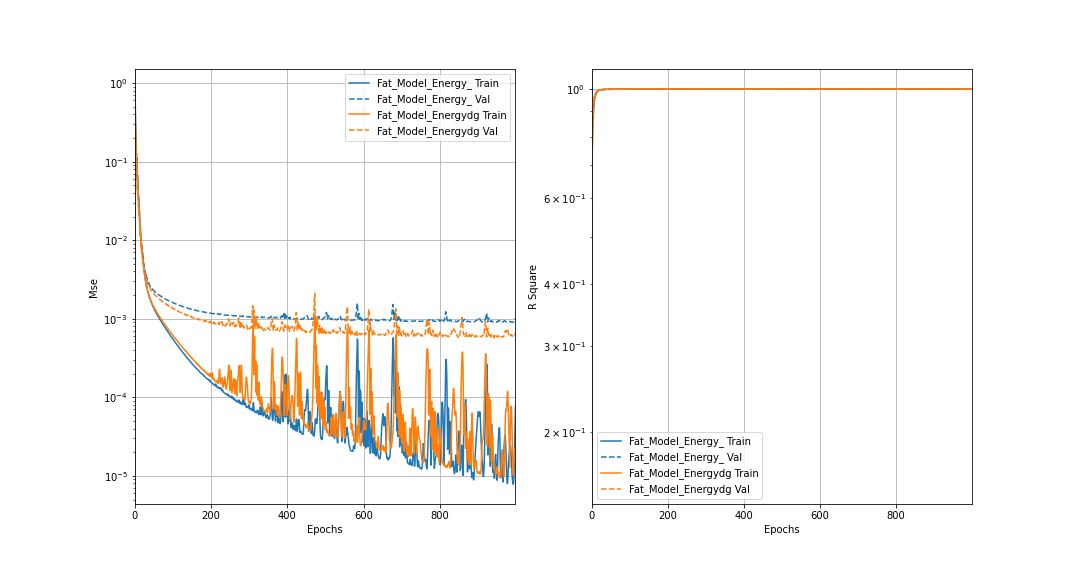 10⁰
10⁻¹
10⁻²
10⁻³
10⁻⁴
10⁻⁵
Mse
0
200
400
600
800
Epochs
Fat_Model_Energy_ Train
Fat_Model_Energy_ Val
Fat_Model_Energydg Train
Fat_Model_Energydg Val
10⁰
6 × 10⁻¹
4 × 10⁻¹
3 × 10⁻¹
2 × 10⁻¹
R Square
0
200
400
600
800
Epochs
Fat_Model_Energy_ Train
Fat_Model_Energy_ Val
Fat_Model_Energydg Train
Fat_Model_Energydg Val